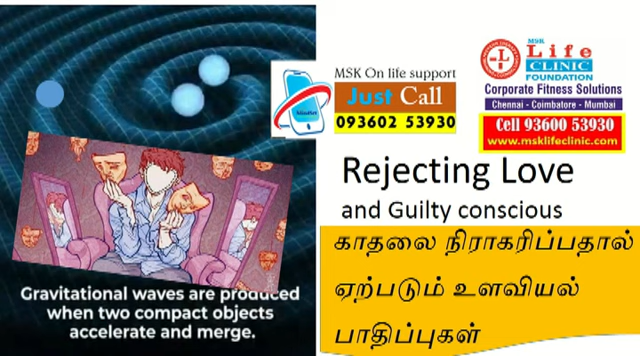 MSK On life support
Just Call
093602 53930
MSK
Life
CLINIC
FOUNDATION
Corporate Fitness Solutions
Chennai - Coimbatore - Mumbai
Cell 93600 53930
www.msklifeclinic.com
Rejecting Love
and Guilty conscious
காதலை நிராகரிப்பதால்
ஏற்படும் உளவியல்
பாதிப்புகள்
Gravitational waves are produced
when two compact objects
accelerate and merge.